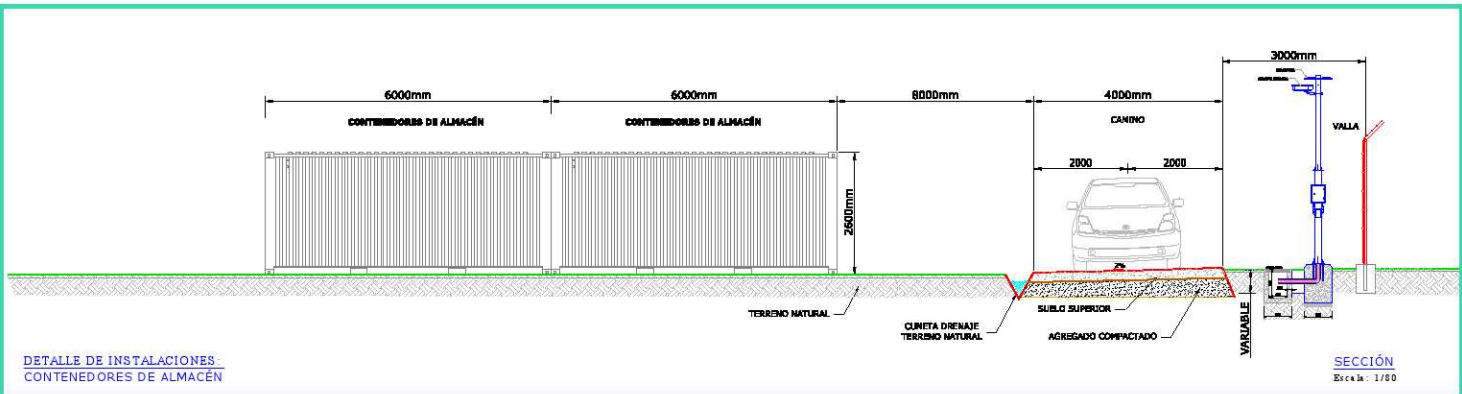 3000mm
6000mm
6000mm
8000mm
4000mm
CONTENEDORES DE ALMACÉN
CONTENEDORES DE ALMACÉN
CAMINO
VALLA
2000
2000
2600mm
2%
TERRENO NATURAL
CUNETA DRENAJE
TERRENO NATURAL
SUELO SUPERIOR
AGREGADO COMPACTADO
VARIABLE
DETALLE DE INSTALACIONES:
CONTENEDORES DE ALMACÉN
SECCIÓN
Escala: 1/80